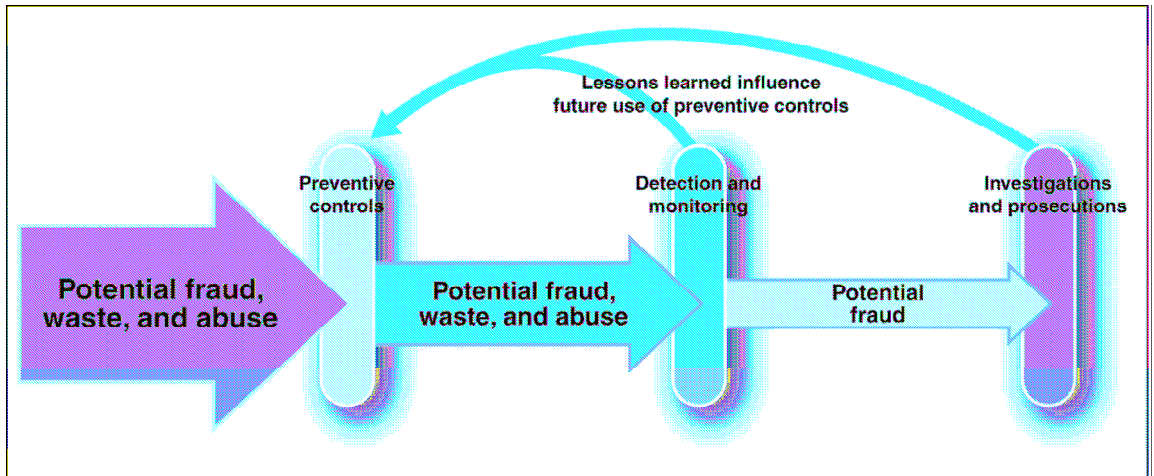 Lessons learned influence
future use of preventive controls
Preventive
controls
Detection and
monitoring
Investigations
and prosecutions
Potential fraud,
waste, and abuse
Potential fraud,
waste, and abuse
Potential
fraud